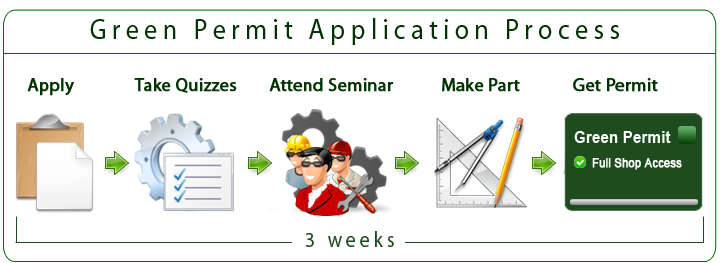 Green Permit Application Process
Apply
Take Quizzes
Attend Seminar
Make Part
Get Permit
Green Permit
Full Shop Access
3 weeks